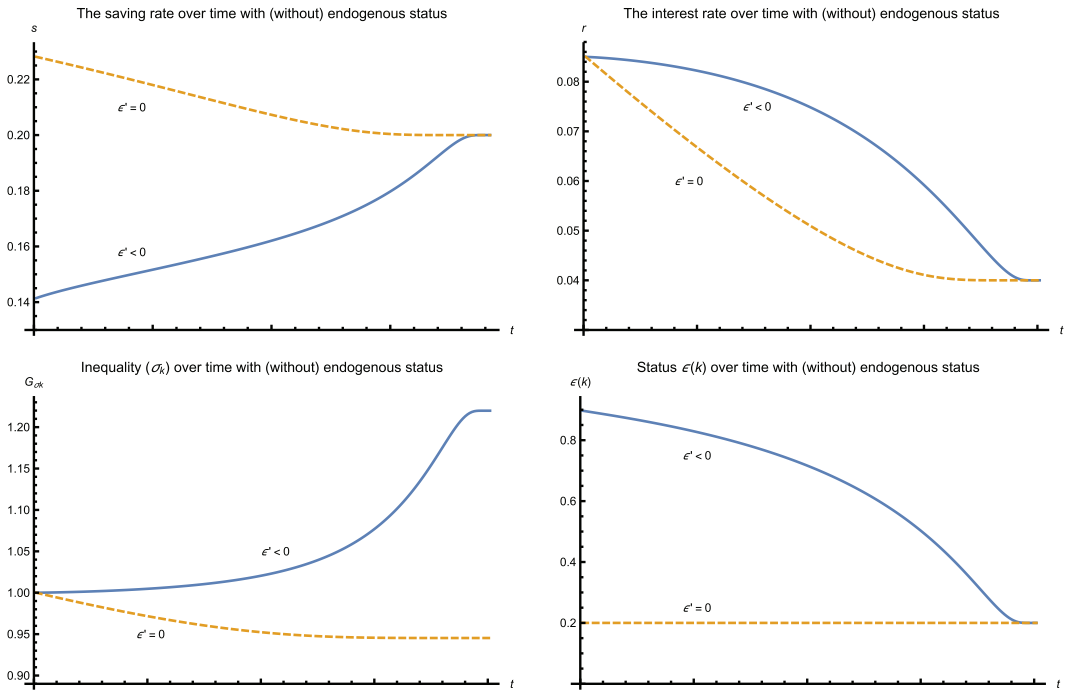 The saving rate over time with (without) endogenous status
s
0.22
0.20
0.18
0.16
0.14
ϵ' = 0
ϵ' < 0
t
The interest rate over time with (without) endogenous status
r
0.08
0.07
0.06
0.05
0.04
ϵ' < 0
ϵ' = 0
t
Inequality (σk) over time with (without) endogenous status
Gσk
1.20
1.15
1.10
1.05
1.00
0.95
0.90
ϵ' < 0
ϵ' = 0
t
Status ϵ(k) over time with (without) endogenous status
ϵ(k)
0.8
0.6
0.4
0.2
ϵ' < 0
ϵ' = 0
t